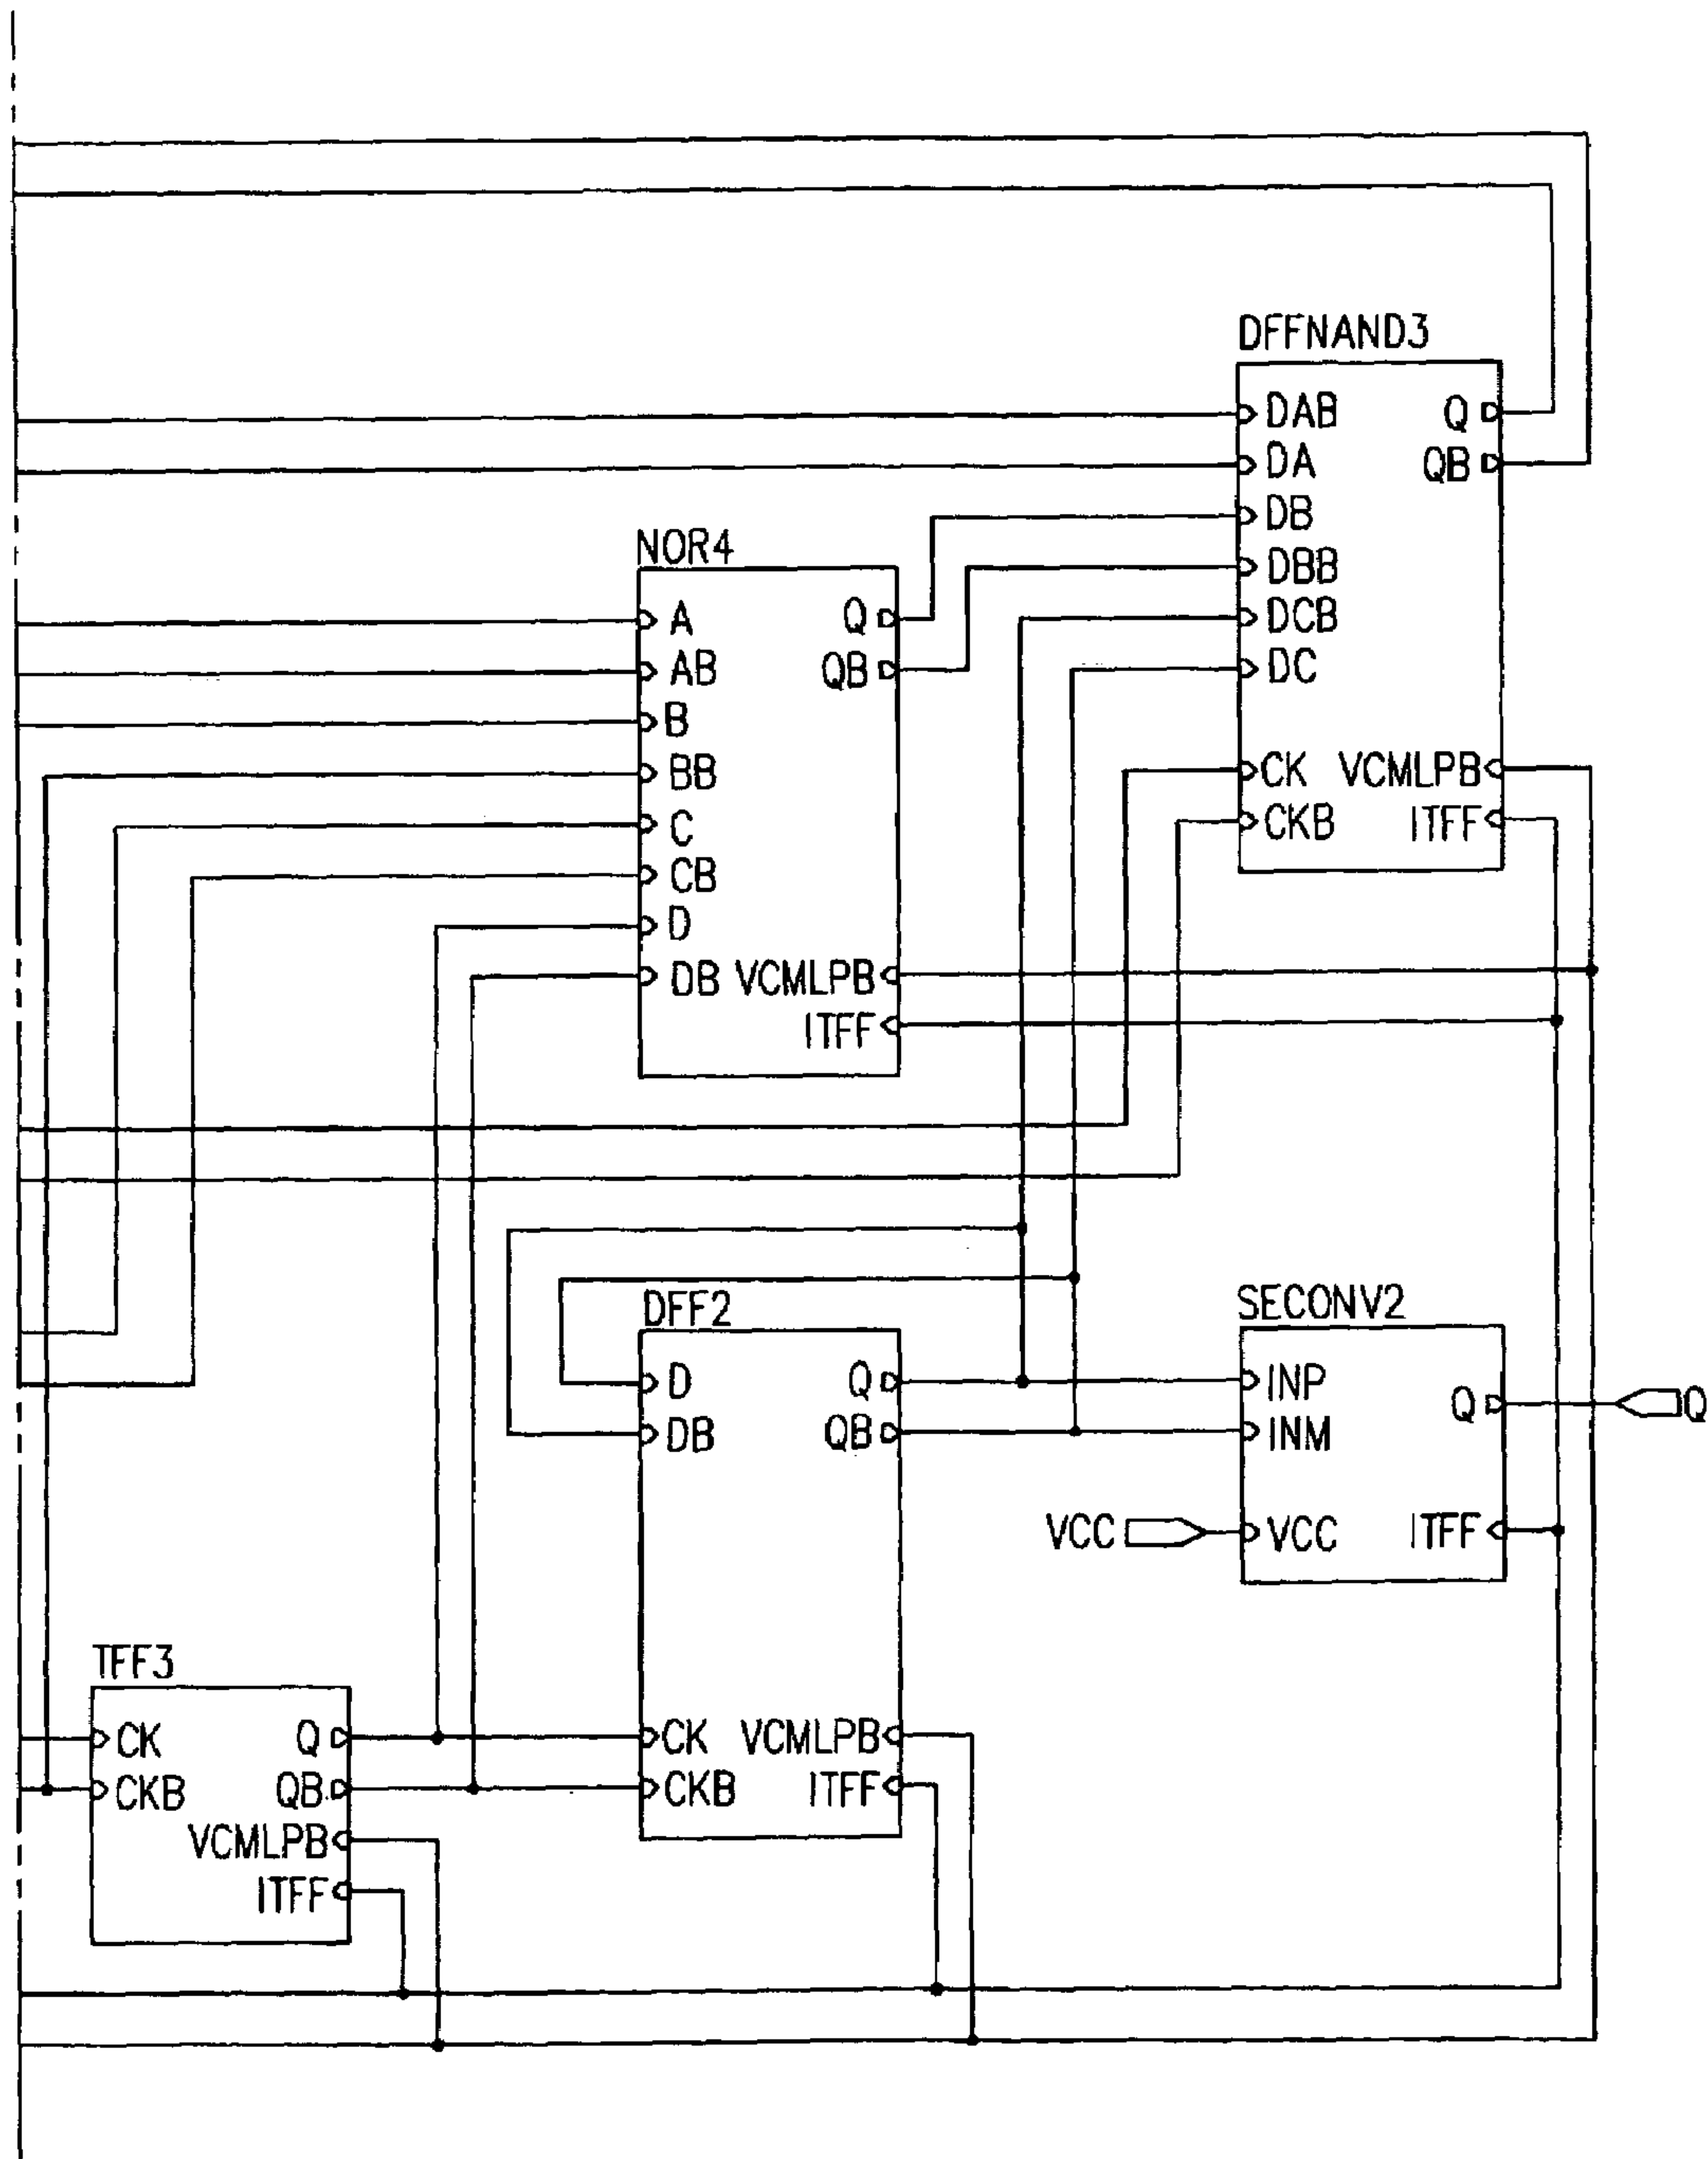 DFFNAND3
DAB Q
DA QB
DB
DBB
DCB
DC
CK VCMLPB
CKB ITFF
NOR4
A Q
AB QB
B
BB
C
CB
D
DB VCMLPB
ITFF
DFF2
D Q
DB QB
CK VCMLPB
CKB ITFF
SECONV2
INP Q Q
INM
VCC VCC ITFF
TFF3
CK Q
CKB QB
VCMLPB
ITFF